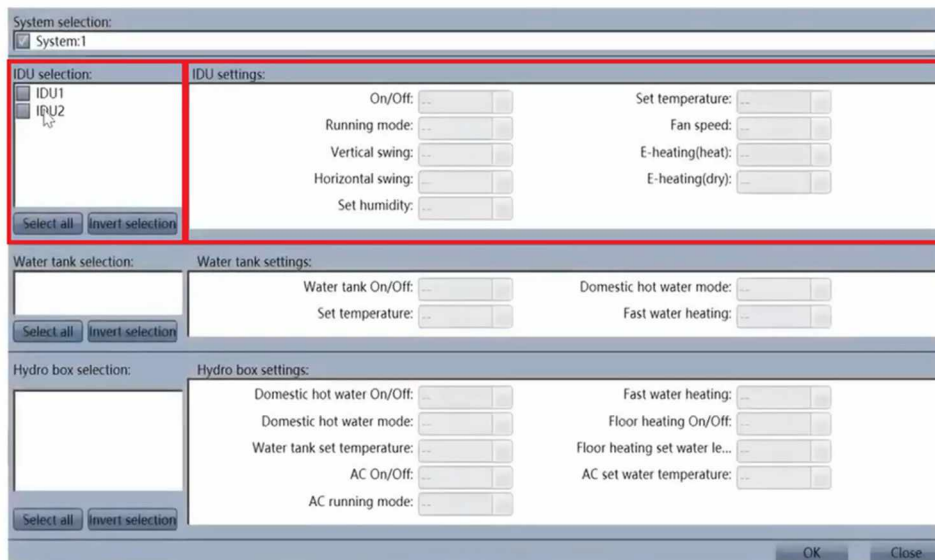 System selection:
System:1
IDU selection:
IDU1
IDU2
Select all Invert selection
IDU settings:
On/Off: -- Set temperature: --
Running mode: -- Fan speed: --
Vertical swing: -- E-heating(heat): --
Horizontal swing: -- E-heating(dry): --
Set humidity: --
Water tank selection:
Select all Invert selection
Water tank settings:
Water tank On/Off: -- Domestic hot water mode: --
Set temperature: -- Fast water heating: --
Hydro box selection:
Select all Invert selection
Hydro box settings:
Domestic hot water On/Off: -- Fast water heating: --
Domestic hot water mode: -- Floor heating On/Off: --
Water tank set temperature: -- Floor heating set water le... --
AC On/Off: -- AC set water temperature: --
AC running mode: --
OK Close